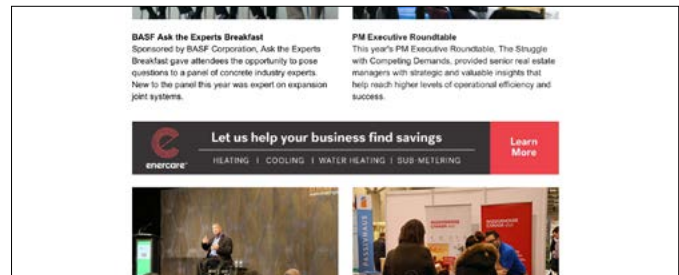 BASF Ask the Experts Breakfast
Sponsored by BASF Corporation, Ask the Experts
Breakfast gave attendees the opportunity to pose
questions to a panel of concrete industry experts.
New to the panel this year was expert on expansion
joint systems.
PM Executive Roundtable
This year's PM Executive Roundtable, The Struggle
with Competing Demands, provided senior real estate
managers with strategic and valuable insights that
help reach higher levels of operational efficiency and
success.
enercare
Let us help your business find savings
HEATING | COOLING | WATER HEATING | SUB-METERING
Learn
More
PASSIVHAUS